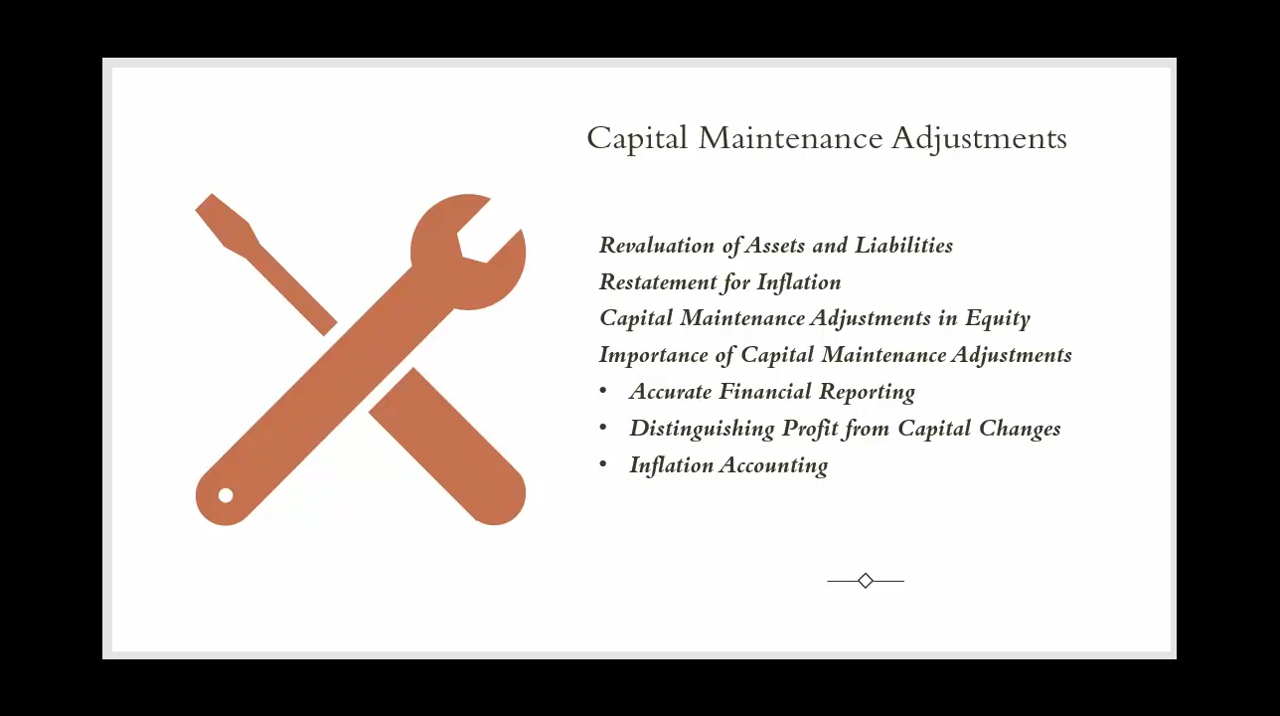 Capital Maintenance Adjustments
Revaluation of Assets and Liabilities
Restatement for Inflation
Capital Maintenance Adjustments in Equity
Importance of Capital Maintenance Adjustments
• Accurate Financial Reporting
• Distinguishing Profit from Capital Changes
• Inflation Accounting